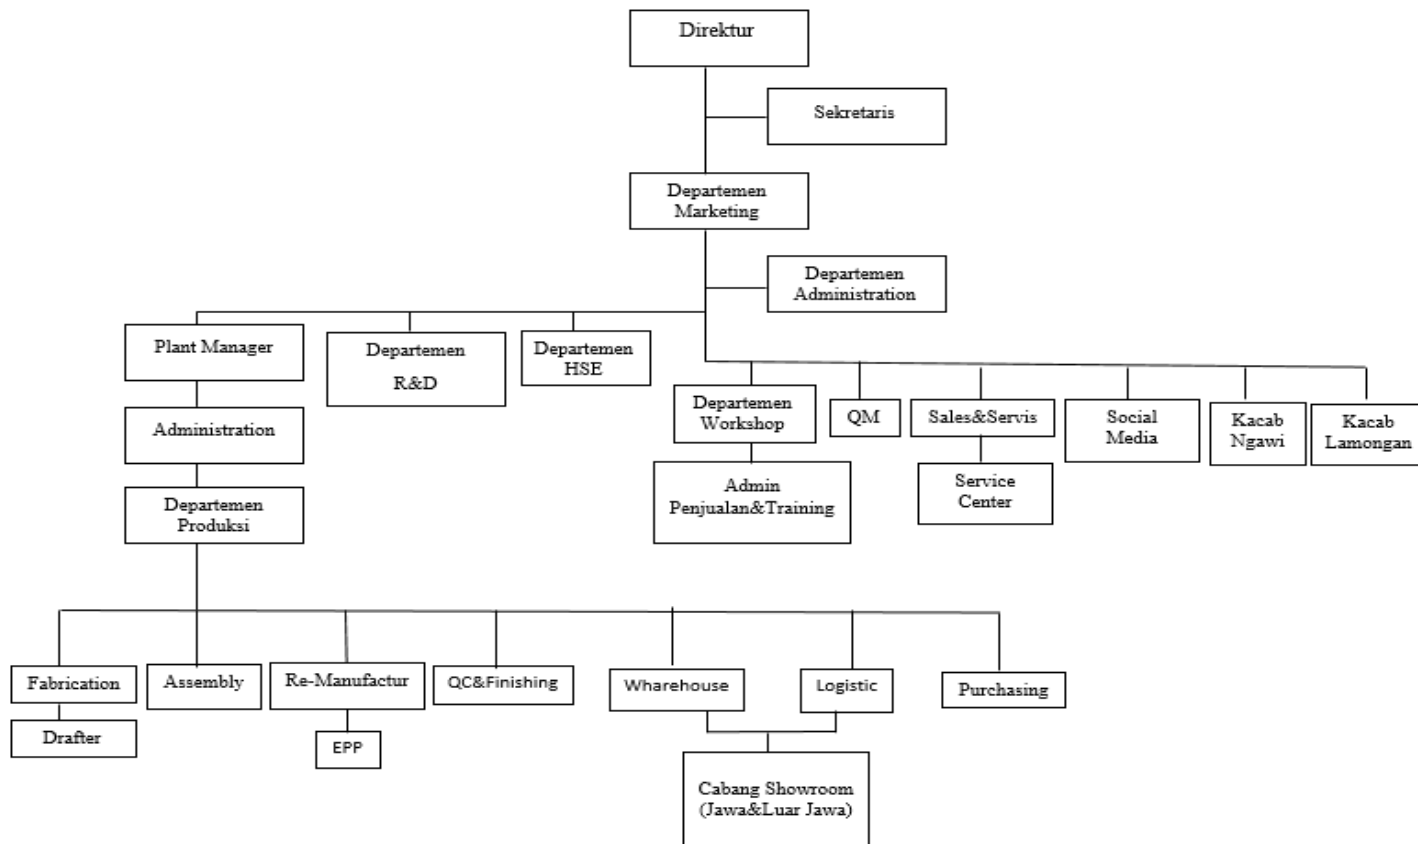 Direktur
Sekretaris
Departemen
Marketing
Departemen
Administration
Plant Manager
Departemen
R&D
Departemen
HSE
Administration
Departemen
Produksi
Departemen
Workshop
QM
Sales&Servis
Social
Media
Kacab
Ngawi
Kacab
Lamongan
Admin
Penjualan&Training
Service
Center
Fabrication
Assembly
Re-Manufactur
QC&Finishing
Wharehouse
Logistic
Purchasing
Drafter
EPP
Cabang Showroom
(Jawa&Luar Jawa)